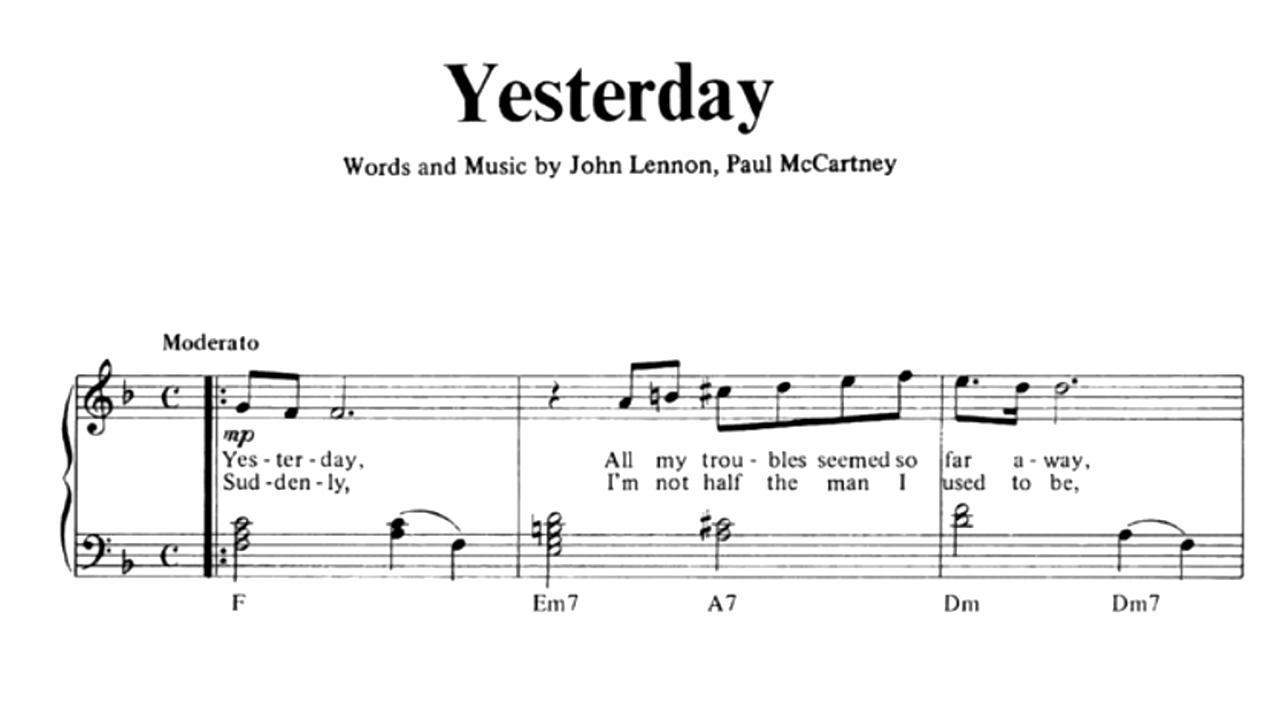 Yesterday
Words and Music by John Lennon, Paul McCartney
Moderato
mp
Yes - ter - day, All my trou - bles seemed so far a - way,
Sud - den - ly, I'm not half the man I used to be,
F Em7 A7 Dm Dm7